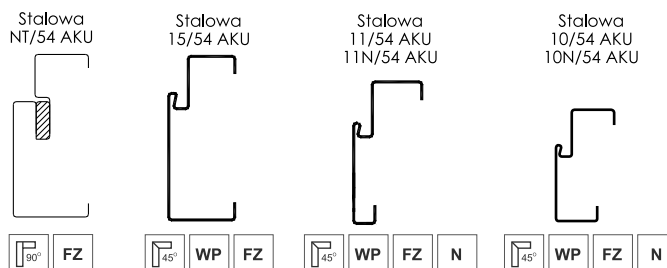 Stalowa
NT/54 AKU
Stalowa
15/54 AKU
Stalowa
11/54 AKU
11N/54 AKU
Stalowa
10/54 AKU
10N/54 AKU
90° FZ
45° WP FZ
45° WP FZ N
45° WP FZ N